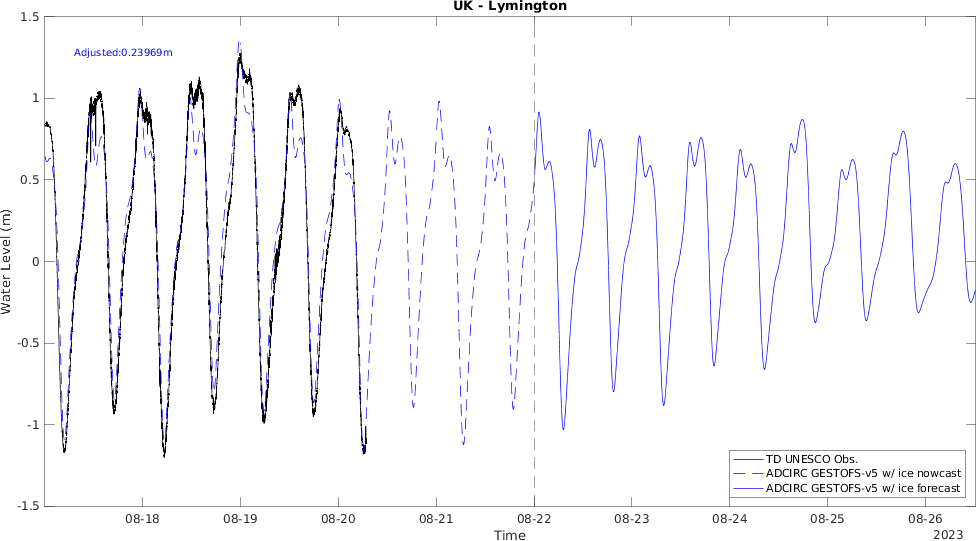 UK - Lymington
Adjusted:0.23969m
1.5
1
0.5
0
-0.5
-1
-1.5
Water Level (m)
TD UNESCO Obs.
ADCIRC GESTOFS-v5 w/ ice nowcast
ADCIRC GESTOFS-v5 w/ ice forecast
08-18 08-19 08-20 08-21 08-22 08-23 08-24 08-25 08-26
Time
2023